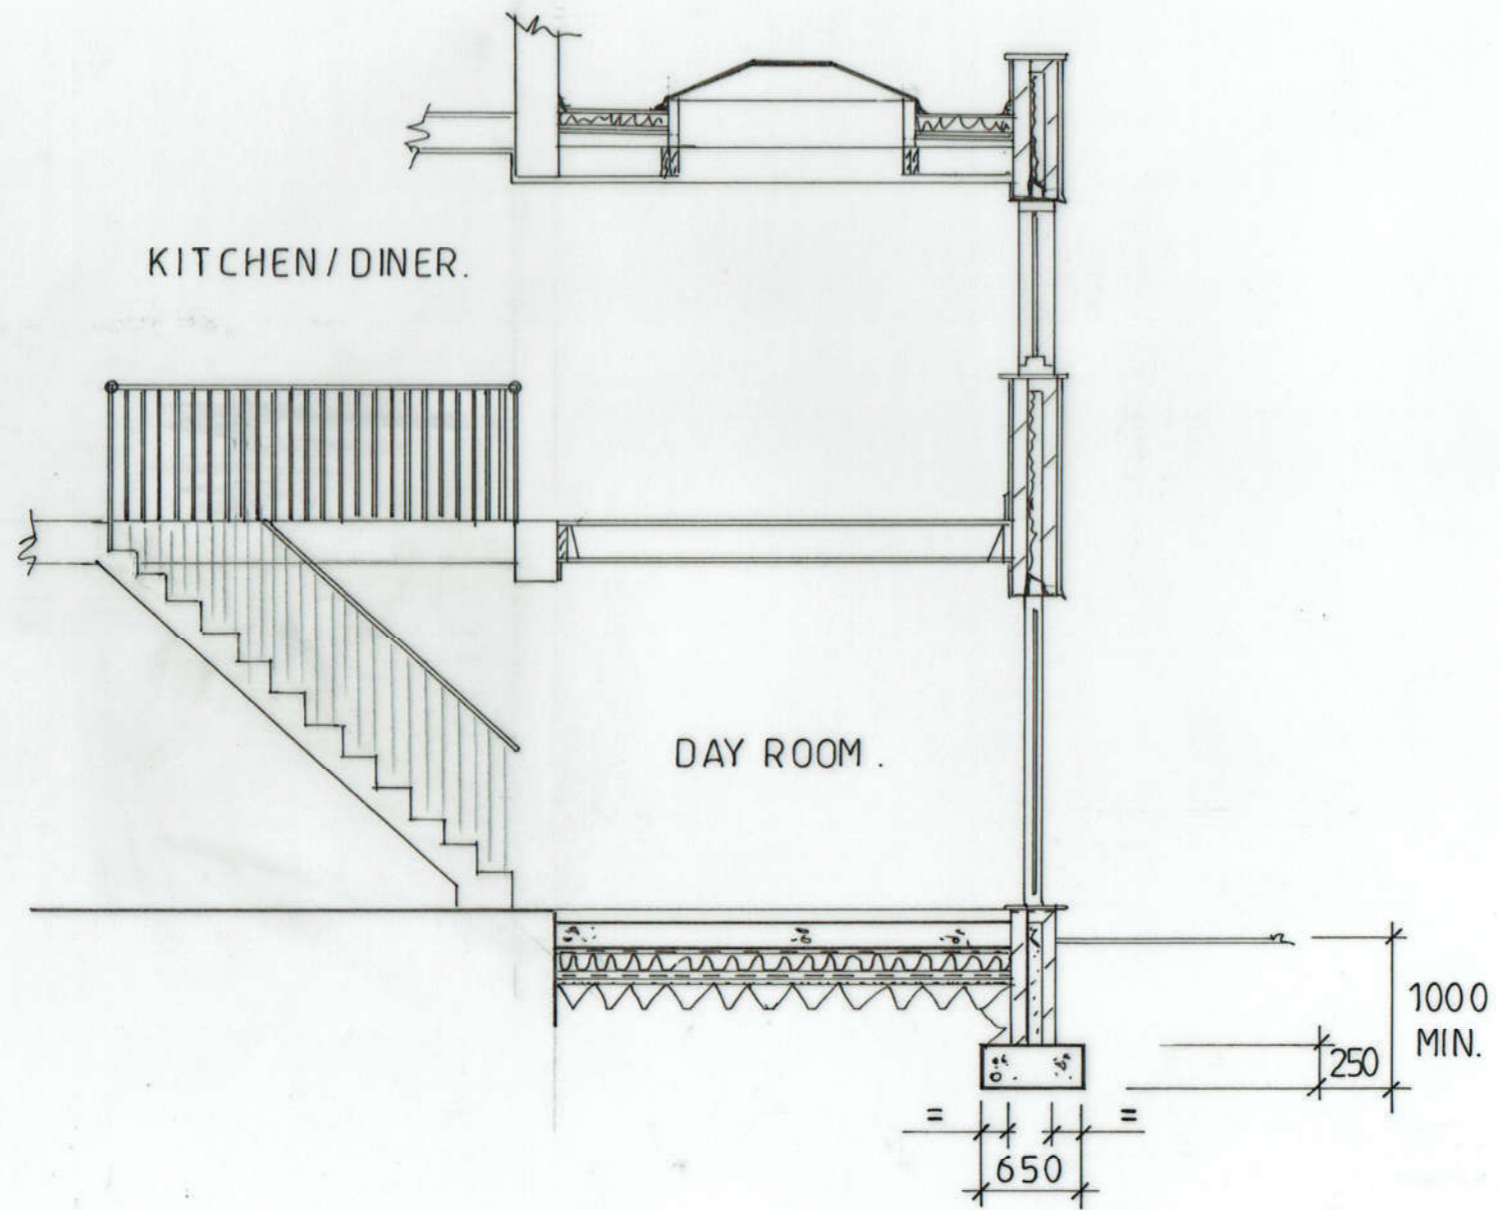 KITCHEN/DINER.
DAY ROOM.
1000
MIN.
250
= =
650